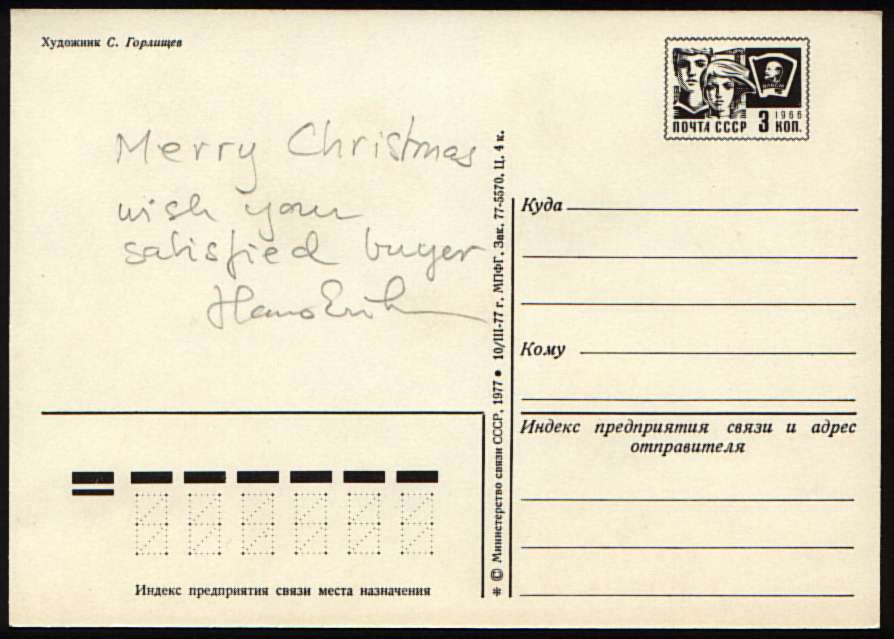 Художник С. Горлищев
ВЛКСМ
1966
ПОЧТА СССР 3 КОП.
Merry Christmas
wish your
satisfied buyer
Куда
Кому
Индекс предприятия связи и адрес
отправителя
✳ © Министерство связи СССР, 1977 ● 10/III-77 г. МПФГ. Зак. 77-5570. Ц. 4 к.
Индекс предприятия связи места назначения